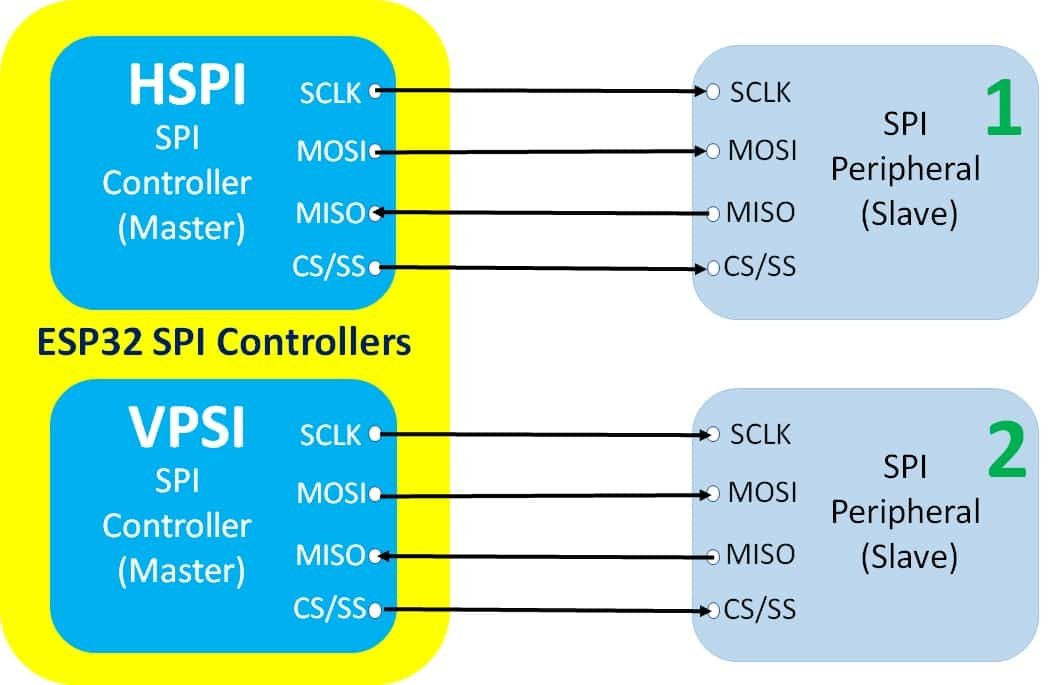 HSPI
SPI
Controller
(Master)
SCLK
MOSI
MISO
CS/SS
SCLK
MOSI
MISO
CS/SS
SPI
Peripheral
(Slave)
1
ESP32 SPI Controllers
VPSI
SPI
Controller
(Master)
SCLK
MOSI
MISO
CS/SS
SCLK
MOSI
MISO
CS/SS
SPI
Peripheral
(Slave)
2